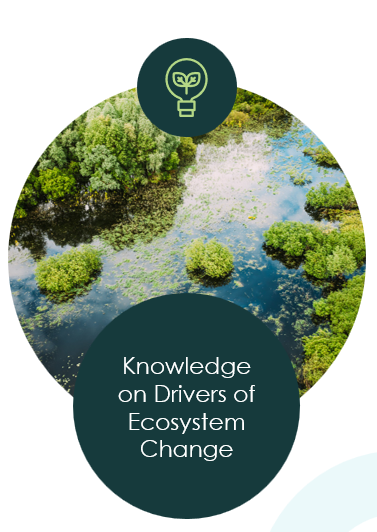 Knowledge
on Drivers of
Ecosystem
Change